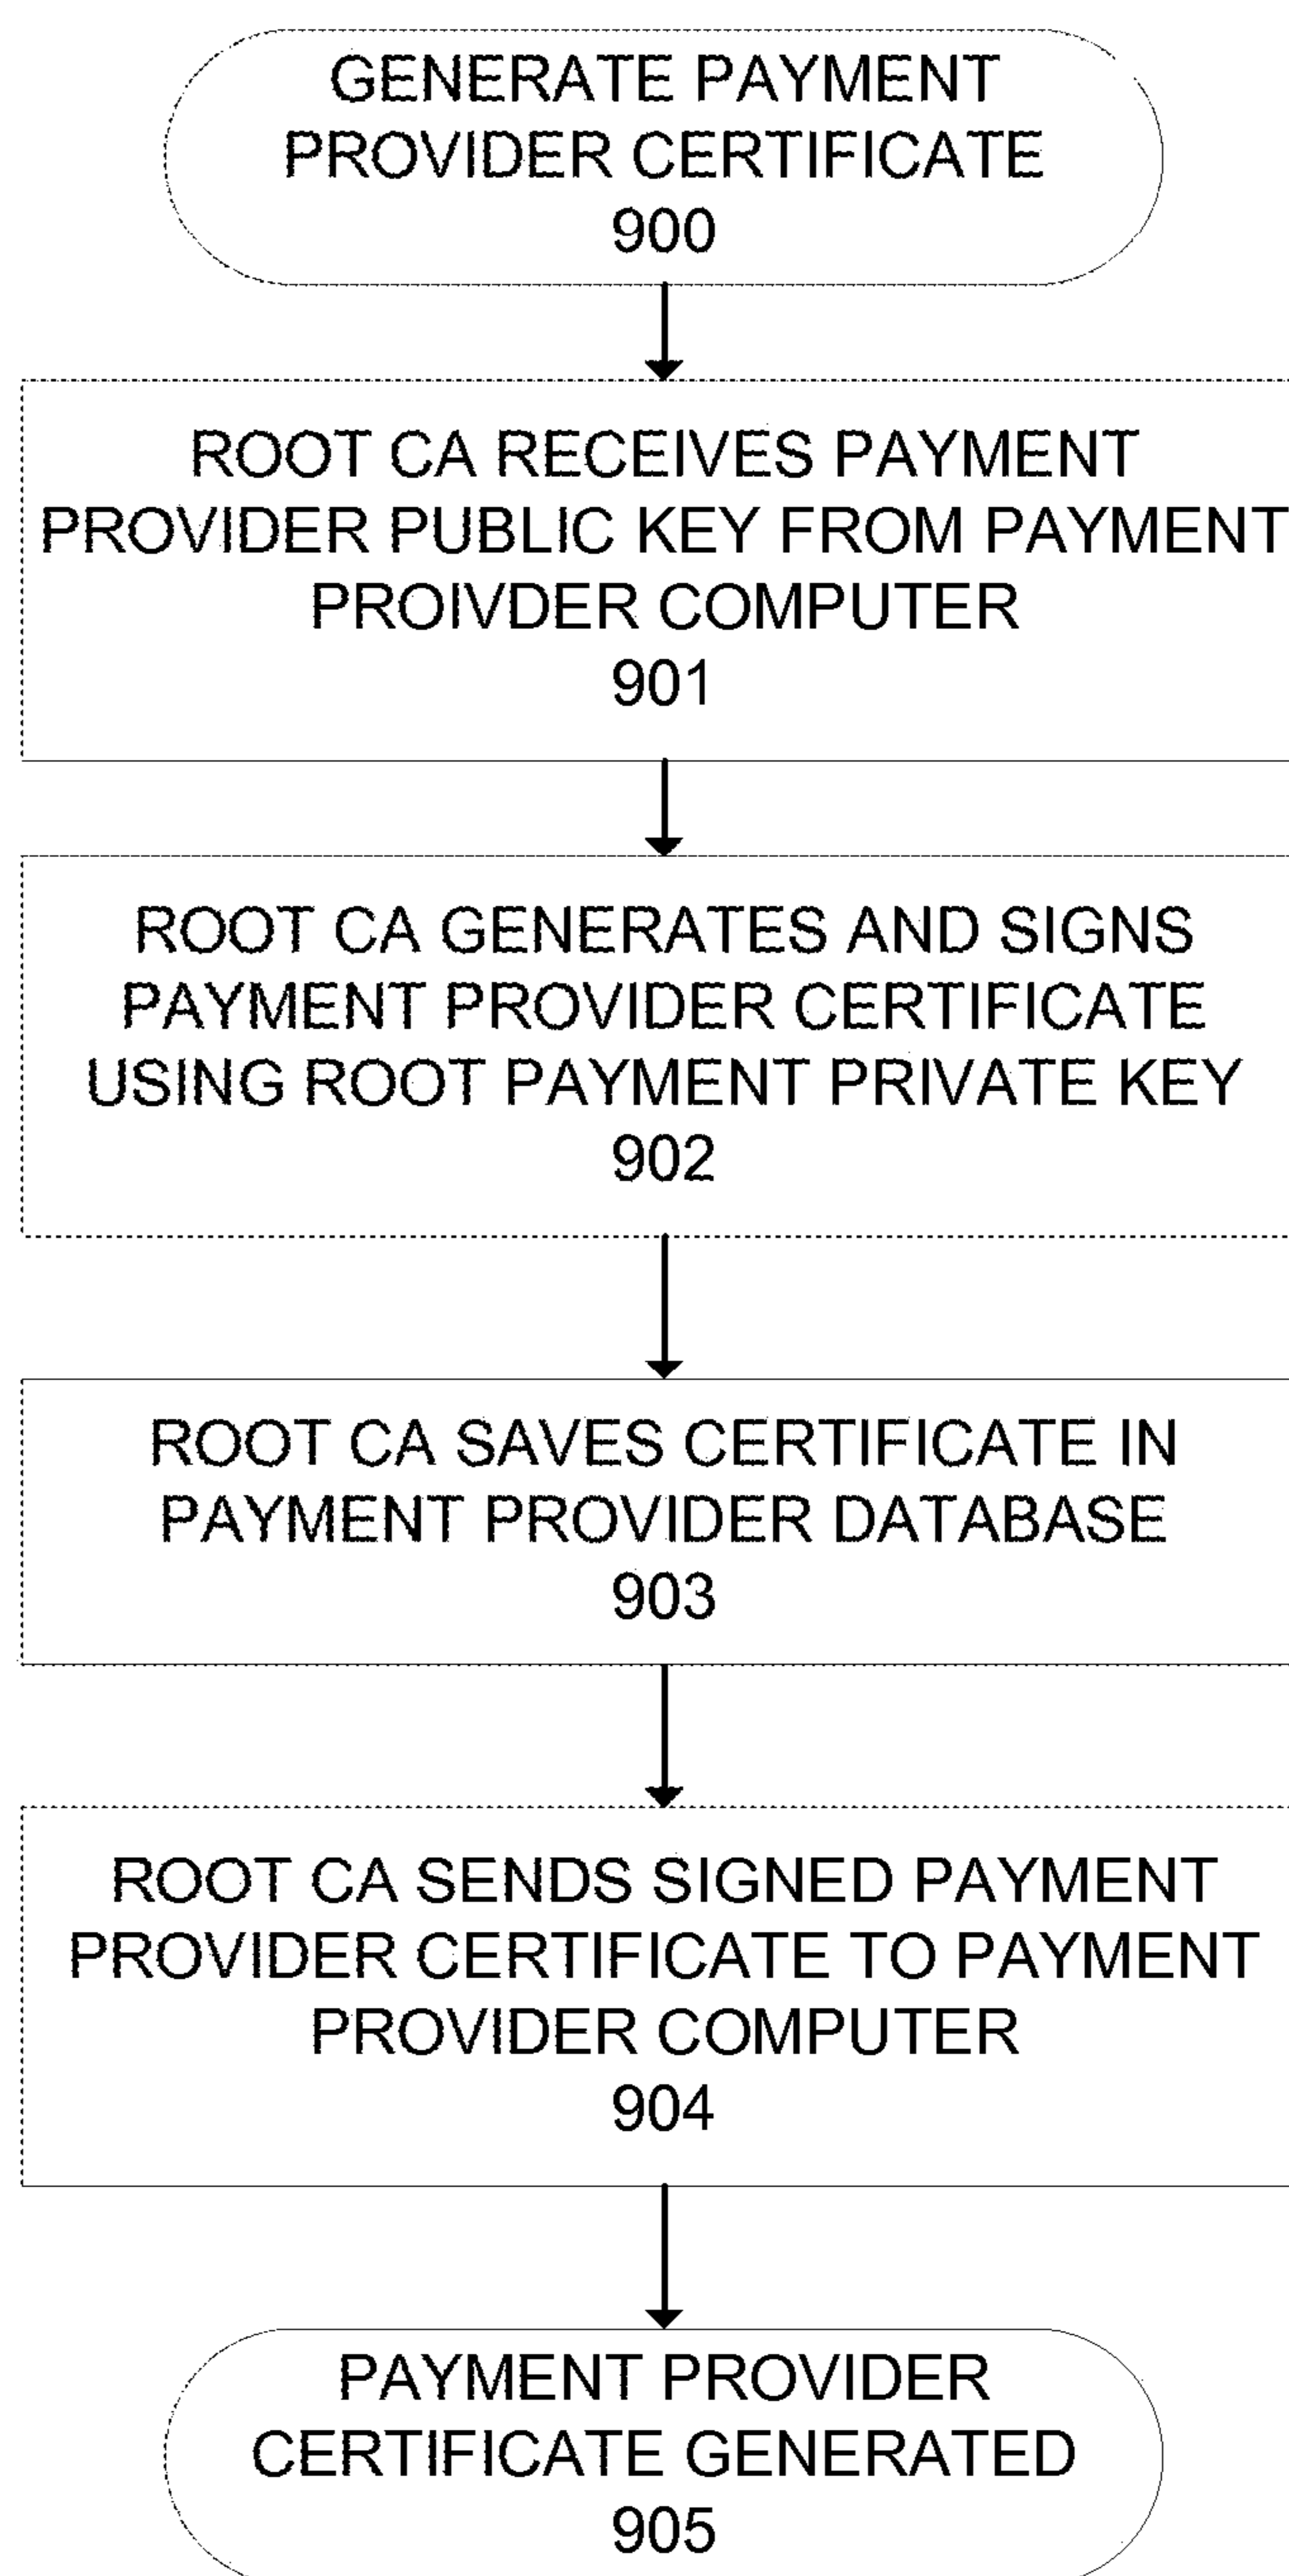 GENERATE PAYMENT
PROVIDER CERTIFICATE
900
ROOT CA RECEIVES PAYMENT
PROVIDER PUBLIC KEY FROM PAYMENT
PROIVDER COMPUTER
901
ROOT CA GENERATES AND SIGNS
PAYMENT PROVIDER CERTIFICATE
USING ROOT PAYMENT PRIVATE KEY
902
ROOT CA SAVES CERTIFICATE IN
PAYMENT PROVIDER DATABASE
903
ROOT CA SENDS SIGNED PAYMENT
PROVIDER CERTIFICATE TO PAYMENT
PROVIDER COMPUTER
904
PAYMENT PROVIDER
CERTIFICATE GENERATED
905